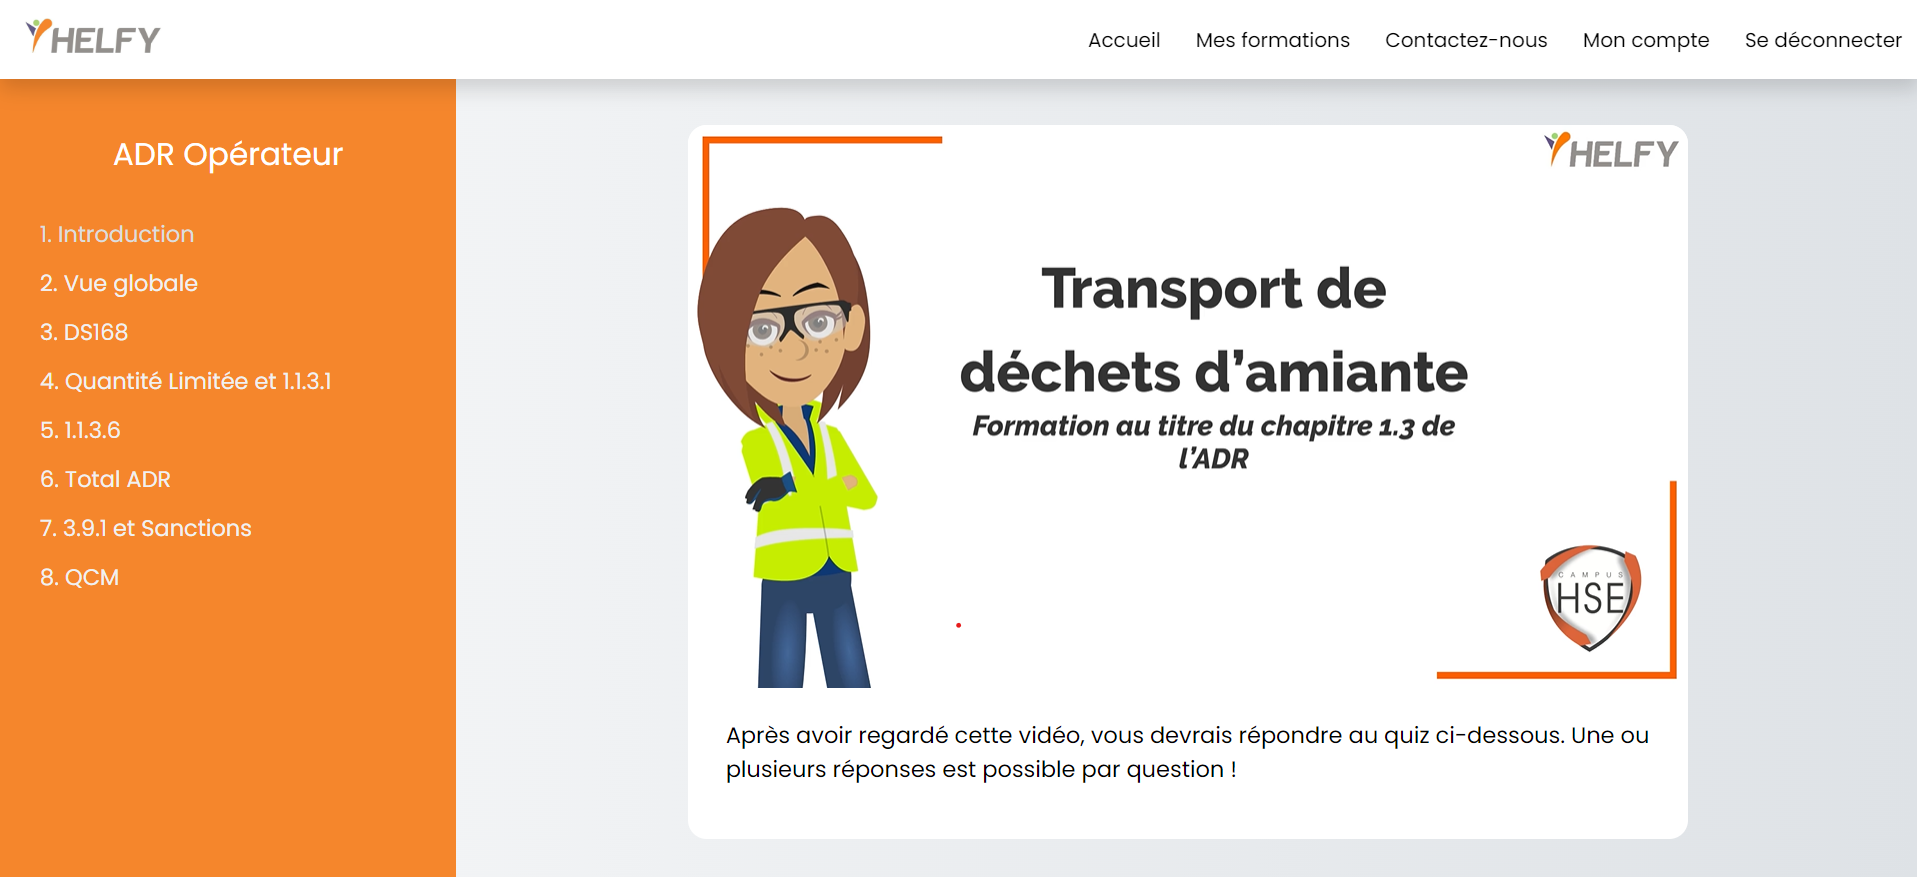 HELFY
Accueil
Mes formations
Contactez-nous
Mon compte
Se déconnecter
ADR Opérateur
1. Introduction
2. Vue globale
3. DS168
4. Quantité Limitée et 1.1.3.1
5. 1.1.3.6
6. Total ADR
7. 3.9.1 et Sanctions
8. QCM
HELFY
Transport de
déchets d’amiante
Formation au titre du chapitre 1.3 de
l’ADR
CAMPUS
HSE
Après avoir regardé cette vidéo, vous devrais répondre au quiz ci-dessous. Une ou
plusieurs réponses est possible par question !